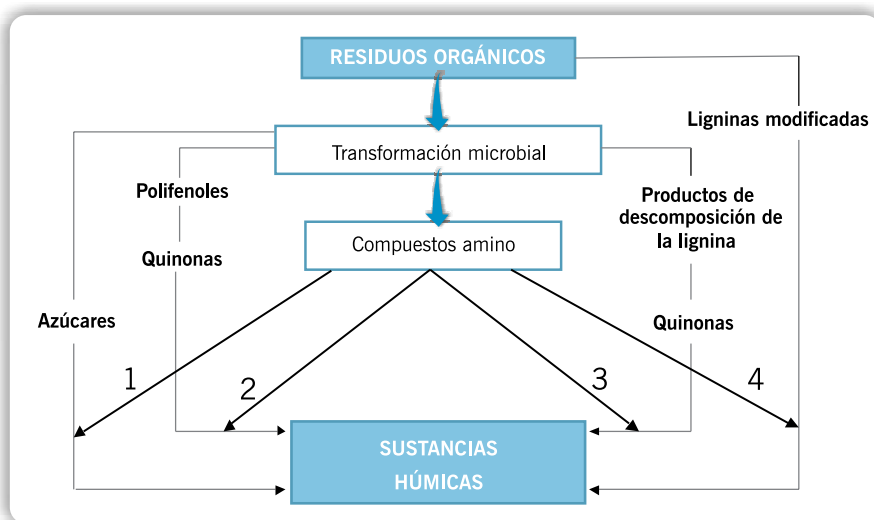 RESIDUOS ORGÁNICOS
Ligninas modificadas
Transformación microbial
Polifenoles
Productos de
descomposición de
la lignina
Compuestos amino
Quinonas
Azúcares
Quinonas
1
2
3
4
SUSTANCIAS
HÚMICAS